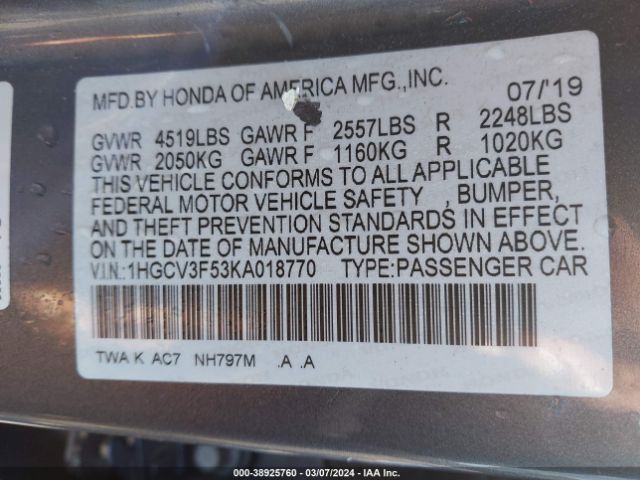 MFD.BY HONDA OF AMERICA MFG.,INC. 07/'19
GVWR 4519LBS GAWR F 2557LBS R 2248LBS
GVWR 2050KG GAWR F 1160KG R 1020KG
THIS VEHICLE CONFORMS TO ALL APPLICABLE
FEDERAL MOTOR VEHICLE SAFETY , BUMPER,
AND THEFT PREVENTION STANDARDS IN EFFECT
ON THE DATE OF MANUFACTURE SHOWN ABOVE.
V.I.N.:1HGCV3F53KA018770 TYPE:PASSENGER CAR
TWA K AC7 NH797M .A .A
000-38925760 — 03/07/2024 — IAA Inc.